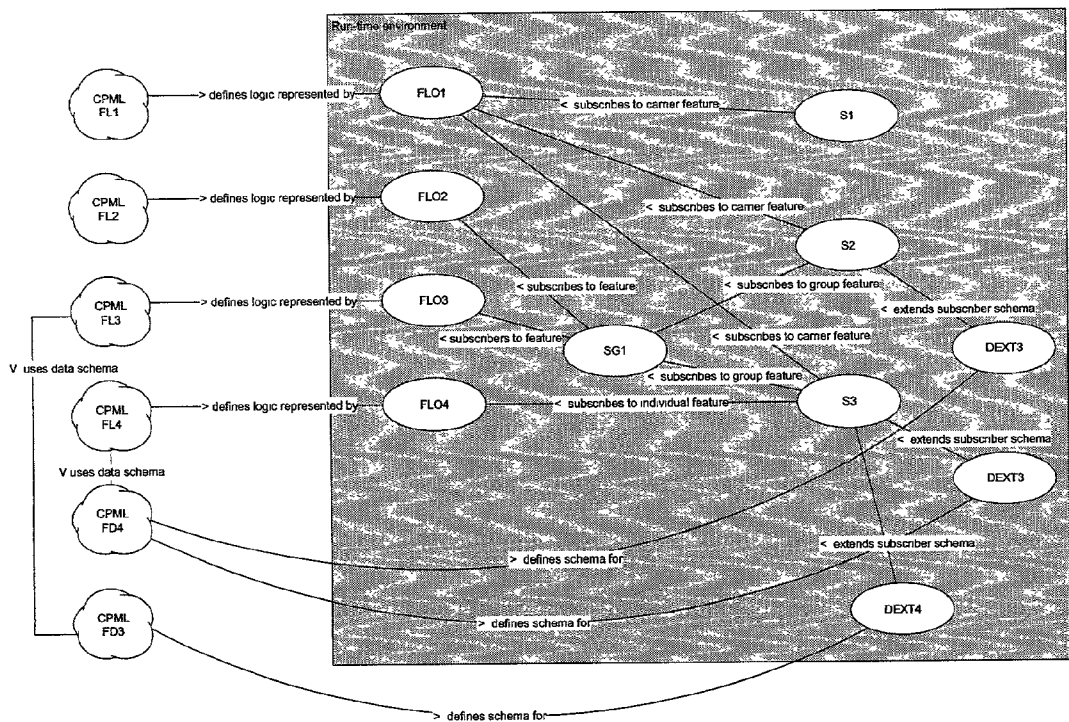 Run-time environment
CPML
FL1
> defines logic represented by
FLO1
< subscribes to carrier feature
S1
CPML
FL2
> defines logic represented by
FLO2
< subscribes to carrier feature
S2
CPML
FL3
> defines logic represented by
FLO3
< subscribes to feature
< subscribes to group feature
< extends subscriber schema
< subscribers to feature
SG1
< subscribes to carrier feature
DEXT3
V uses data schema
< subscribes to group feature
CPML
FL4
> defines logic represented by
FLO4
< subscribes to individual feature
S3
< extends subscriber schema
V uses data schema
DEXT3
CPML
FD4
< extends subscriber schema
> defines schema for
DEXT4
CPML
FD3
> defines schema for
> defines schema for